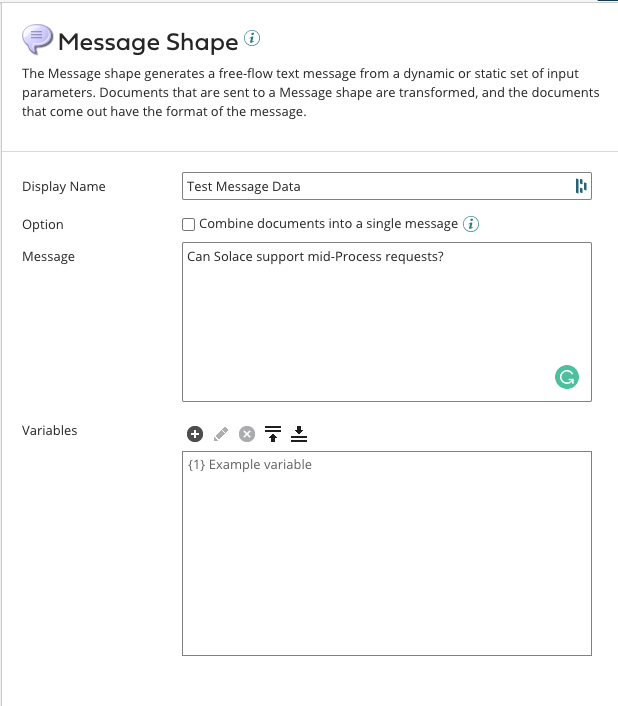 Message Shape i
The Message shape generates a free-flow text message from a dynamic or static set of input
parameters. Documents that are sent to a Message shape are transformed, and the documents
that come out have the format of the message.
Display Name Test Message Data
Option Combine documents into a single message i
Message Can Solace support mid-Process requests?
Variables
{1} Example variable